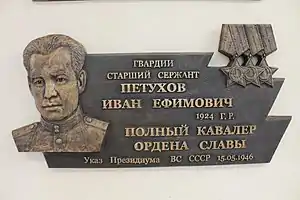 ГВАРДИИ
СТАРШИЙ СЕРЖАНТ
ПЕТУХОВ
ИВАН ЕФИМОВИЧ
1924 Г.Р.
ПОЛНЫЙ КАВАЛЕР
ОРДЕНА СЛАВЫ
Указ Президиума ВС СССР 15.05.1946